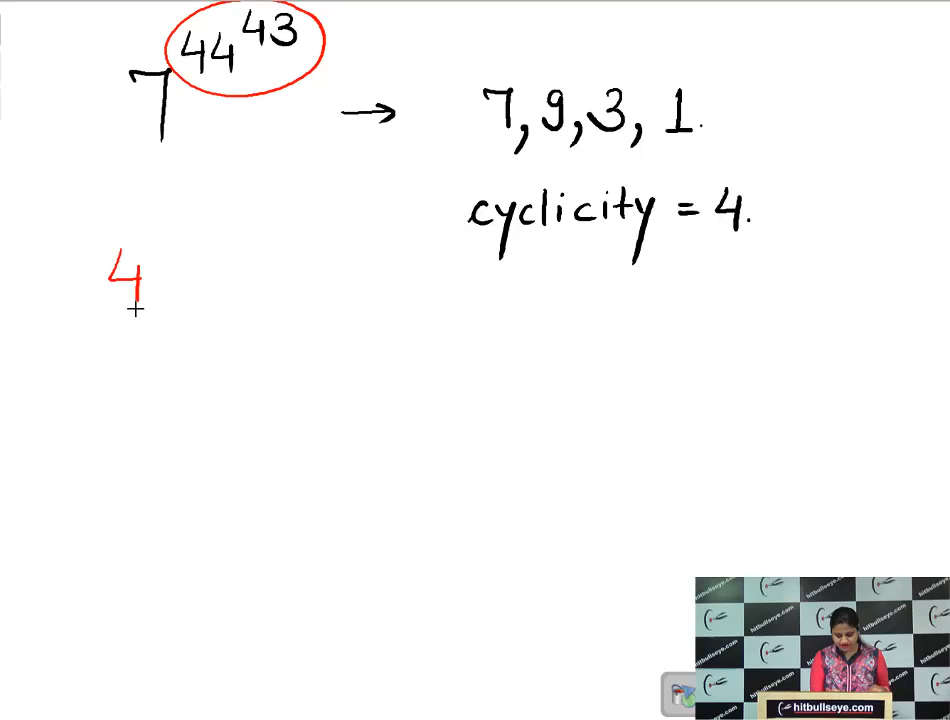 7^44^43 → 7, 9, 3, 1.
cyclicity = 4.
4
hitbullseye.com